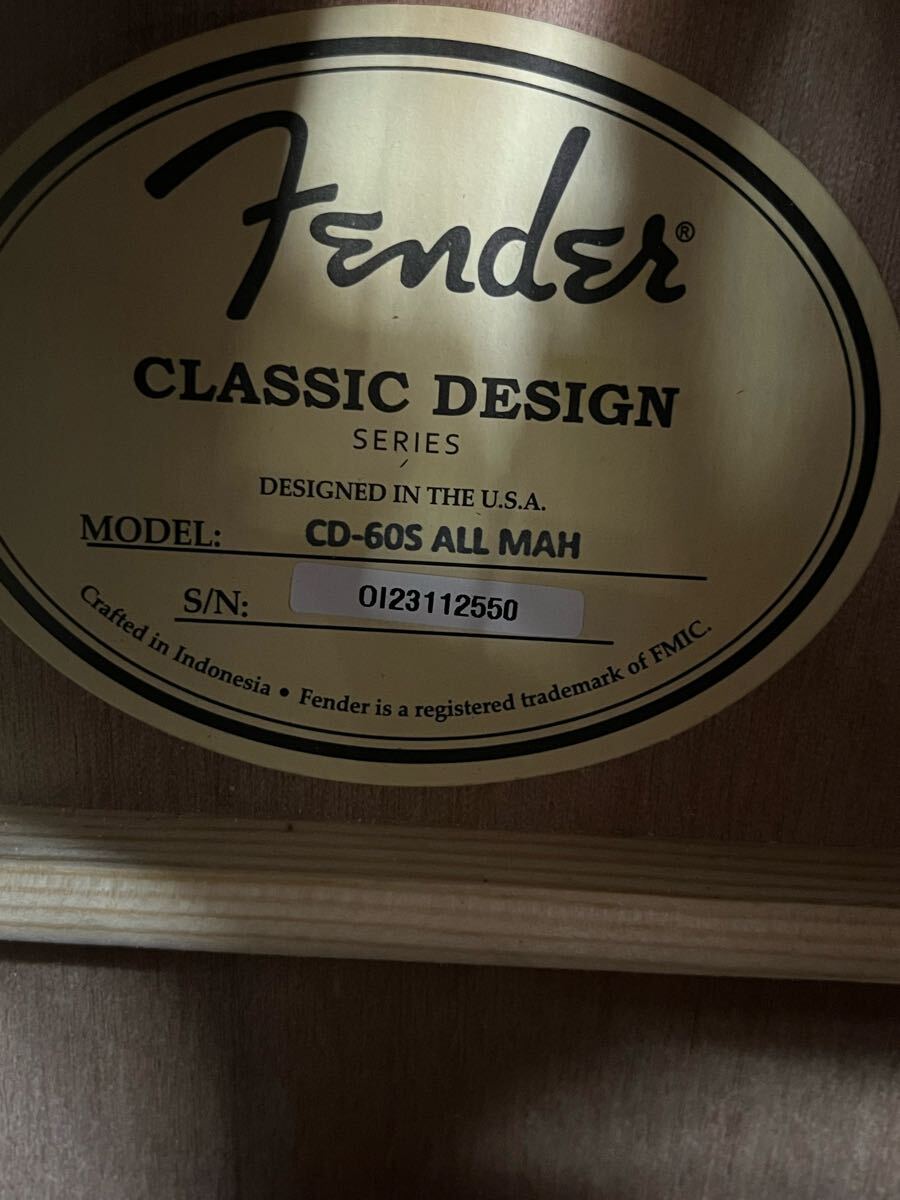 Fender®
CLASSIC DESIGN
SERIES
DESIGNED IN THE U.S.A.
MODEL: CD-60S ALL MAH
S/N: OI23112550
Crafted in Indonesia • Fender is a registered trademark of FMIC.